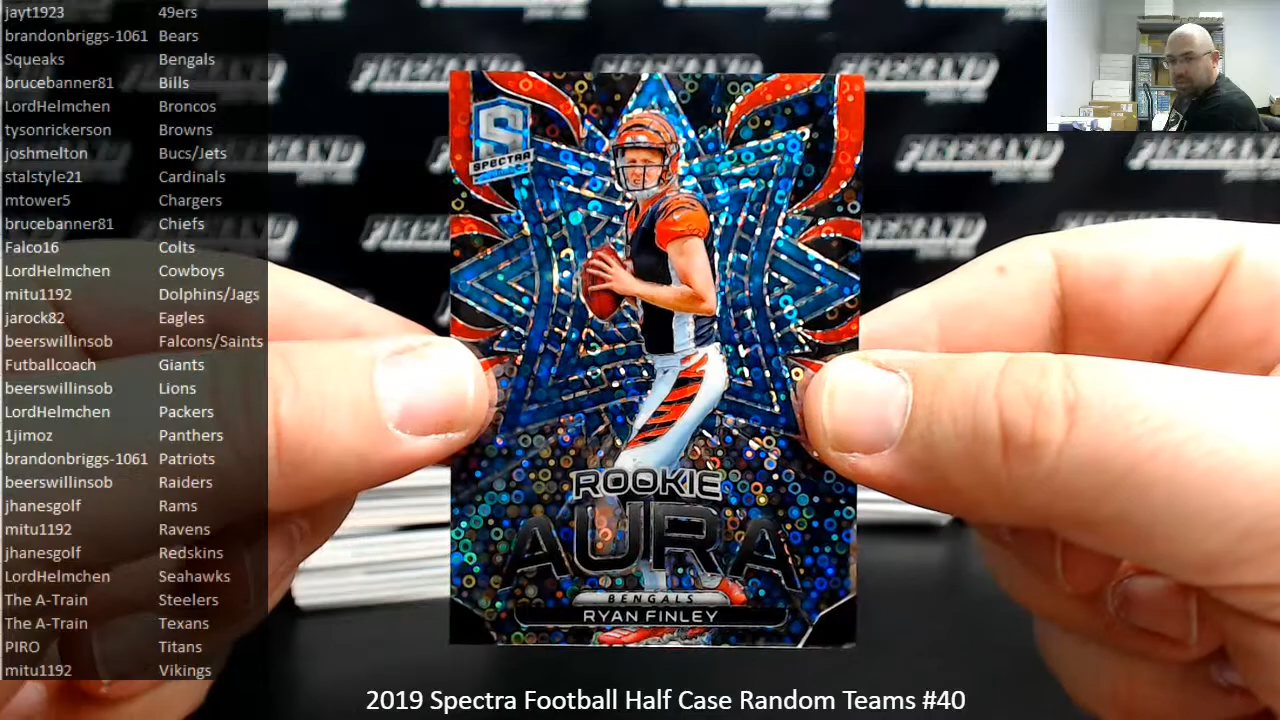 jayt1923 49ers
brandonbriggs-1061 Bears
Squeaks Bengals
brucebanner81 Bills
LordHelmchen Broncos
tysonrickerson Browns
joshmelton Bucs/Jets
stalstyle21 Cardinals
mtower5 Chargers
brucebanner81 Chiefs
Falco16 Colts
LordHelmchen Cowboys
mitu1192 Dolphins/Jags
jarock82 Eagles
beerswillinsob Falcons/Saints
Futballcoach Giants
beerswillinsob Lions
LordHelmchen Packers
1jimoz Panthers
brandonbriggs-1061 Patriots
beerswillinsob Raiders
jhanesgolf Rams
mitu1192 Ravens
jhanesgolf Redskins
LordHelmchen Seahawks
The A-Train Steelers
The A-Train Texans
PIRO Titans
mitu1192 Vikings
S
SPECTRA
ROOKIE
AURA
BENGALS
RYAN FINLEY
FIREHAND
FIREHAND
FIREHAND
2019 Spectra Football Half Case Random Teams #40